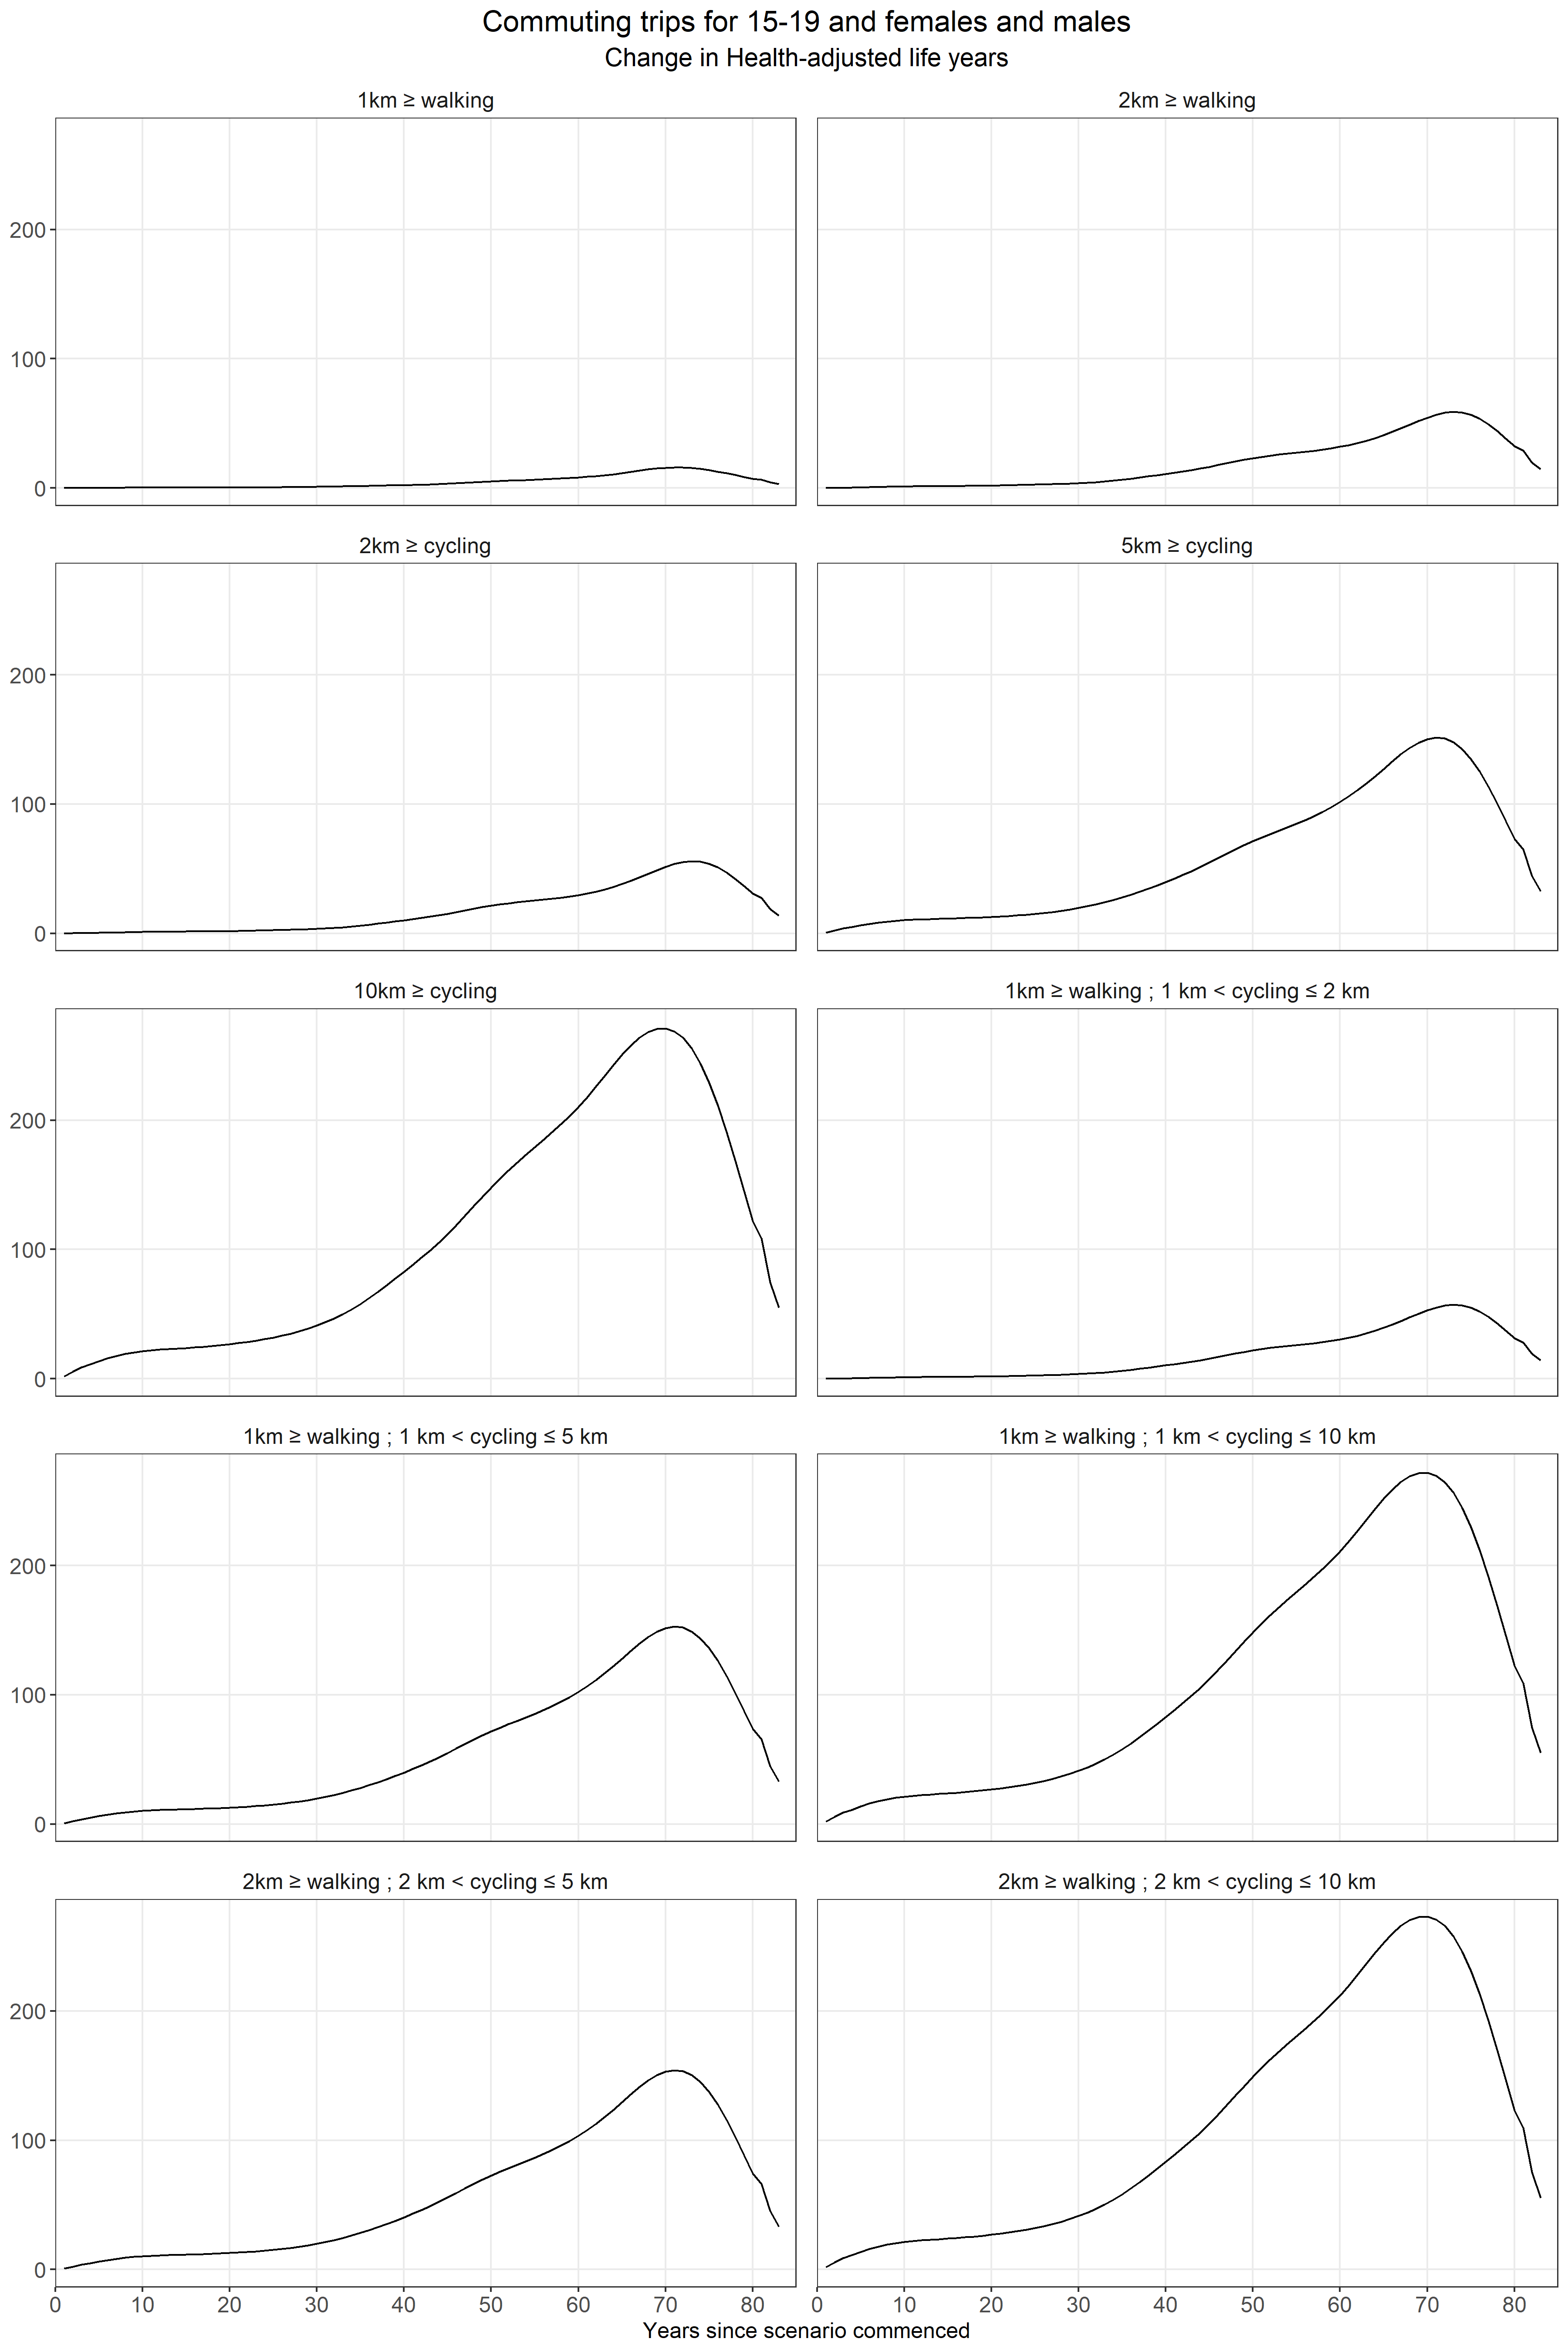 Commuting trips for 15-19 and females and males
Change in Health-adjusted life years
1km ≥ walking
2km ≥ walking
200
100
0
2km ≥ cycling
5km ≥ cycling
200
100
0
10km ≥ cycling
1km ≥ walking ; 1 km < cycling ≤ 2 km
200
100
0
1km ≥ walking ; 1 km < cycling ≤ 5 km
1km ≥ walking ; 1 km < cycling ≤ 10 km
200
100
0
2km ≥ walking ; 2 km < cycling ≤ 5 km
2km ≥ walking ; 2 km < cycling ≤ 10 km
200
100
0
0 10 20 30 40 50 60 70 80
0 10 20 30 40 50 60 70 80
Years since scenario commenced